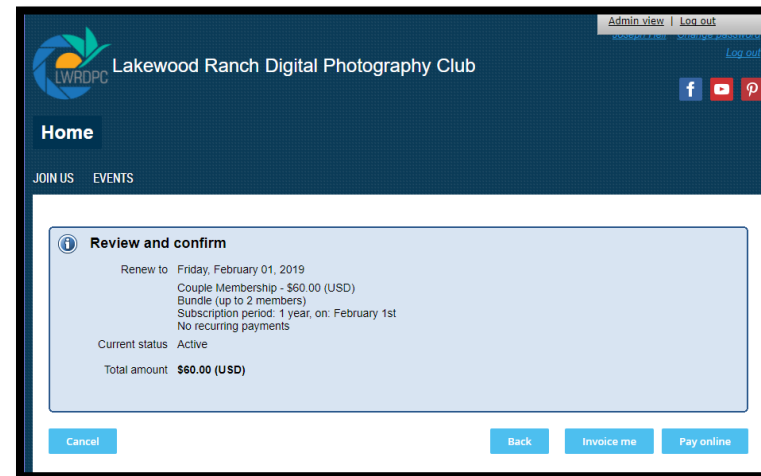 Admin view | Log out
Change password
Log out
LWRDPC
Lakewood Ranch Digital Photography Club
Home
JOIN US EVENTS
Review and confirm
Renew to Friday, February 01, 2019
Couple Membership - $60.00 (USD)
Bundle (up to 2 members)
Subscription period: 1 year, on: February 1st
No recurring payments
Current status Active
Total amount $60.00 (USD)
Cancel Back Invoice me Pay online